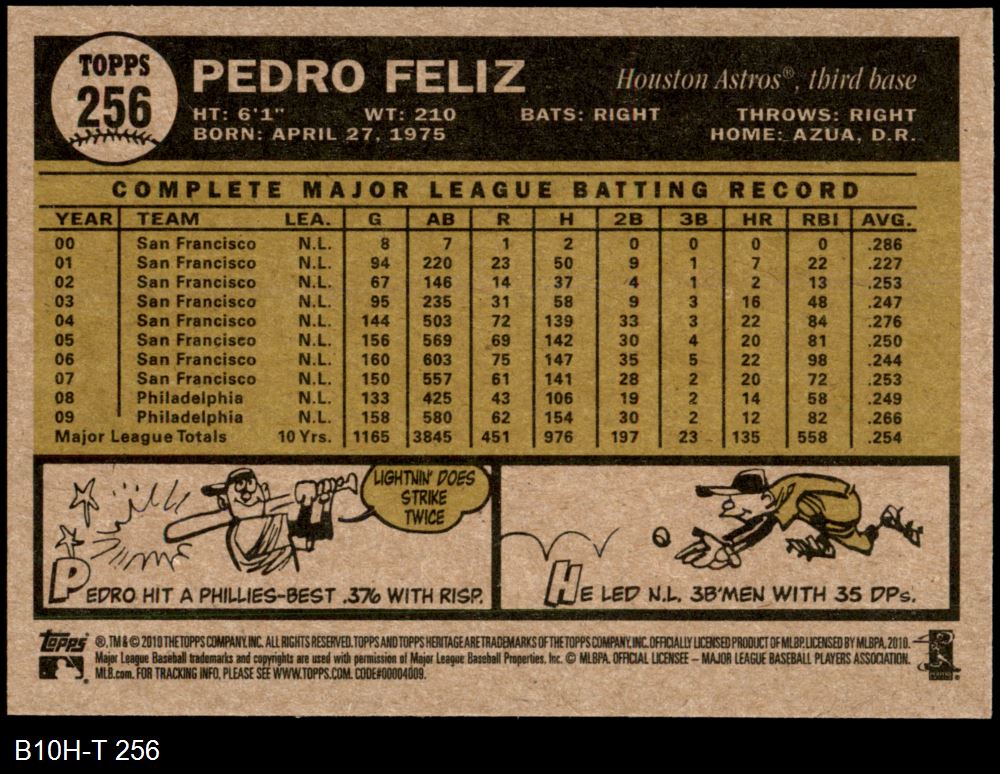 TOPPS
256
PEDRO FELIZ
Houston Astros®, third base
HT: 6'1" WT: 210 BATS: RIGHT THROWS: RIGHT
BORN: APRIL 27, 1975 HOME: AZUA, D.R.
COMPLETE MAJOR LEAGUE BATTING RECORD
YEAR TEAM LEA. G AB R H 2B 3B HR RBI AVG.
00 San Francisco N.L. 8 7 1 2 0 0 0 0 .286
01 San Francisco N.L. 94 220 23 50 9 1 7 22 .227
02 San Francisco N.L. 67 146 14 37 4 1 2 13 .253
03 San Francisco N.L. 95 235 31 58 9 3 16 48 .247
04 San Francisco N.L. 144 503 72 139 33 3 22 84 .276
05 San Francisco N.L. 156 569 69 142 30 4 20 81 .250
06 San Francisco N.L. 160 603 75 147 35 5 22 98 .244
07 San Francisco N.L. 150 557 61 141 28 2 20 72 .253
08 Philadelphia N.L. 133 425 43 106 19 2 14 58 .249
09 Philadelphia N.L. 158 580 62 154 30 2 12 82 .266
Major League Totals 10 Yrs. 1165 3845 451 976 197 23 135 558 .254
LIGHTNIN' DOES
STRIKE
TWICE
PEDRO HIT A PHILLIES-BEST .376 WITH RISP.
HE LED N.L. 3B'MEN WITH 35 DPs.
Topps ®, TM & © 2010 THE TOPPS COMPANY, INC. ALL RIGHTS RESERVED. TOPPS AND TOPPS HERITAGE ARE TRADEMARKS OF THE TOPPS COMPANY, INC. OFFICIALLY LICENSED PRODUCT OF MLBP. LICENSED BY MLBPA, 2010.
Major League Baseball trademarks and copyrights are used with permission of Major League Baseball Properties, Inc. © MLBPA. OFFICIAL LICENSEE – MAJOR LEAGUE BASEBALL PLAYERS ASSOCIATION.
MLB.com. FOR TRACKING INFO, PLEASE SEE WWW.TOPPS.COM. CODE#00004009.
B10H-T 256